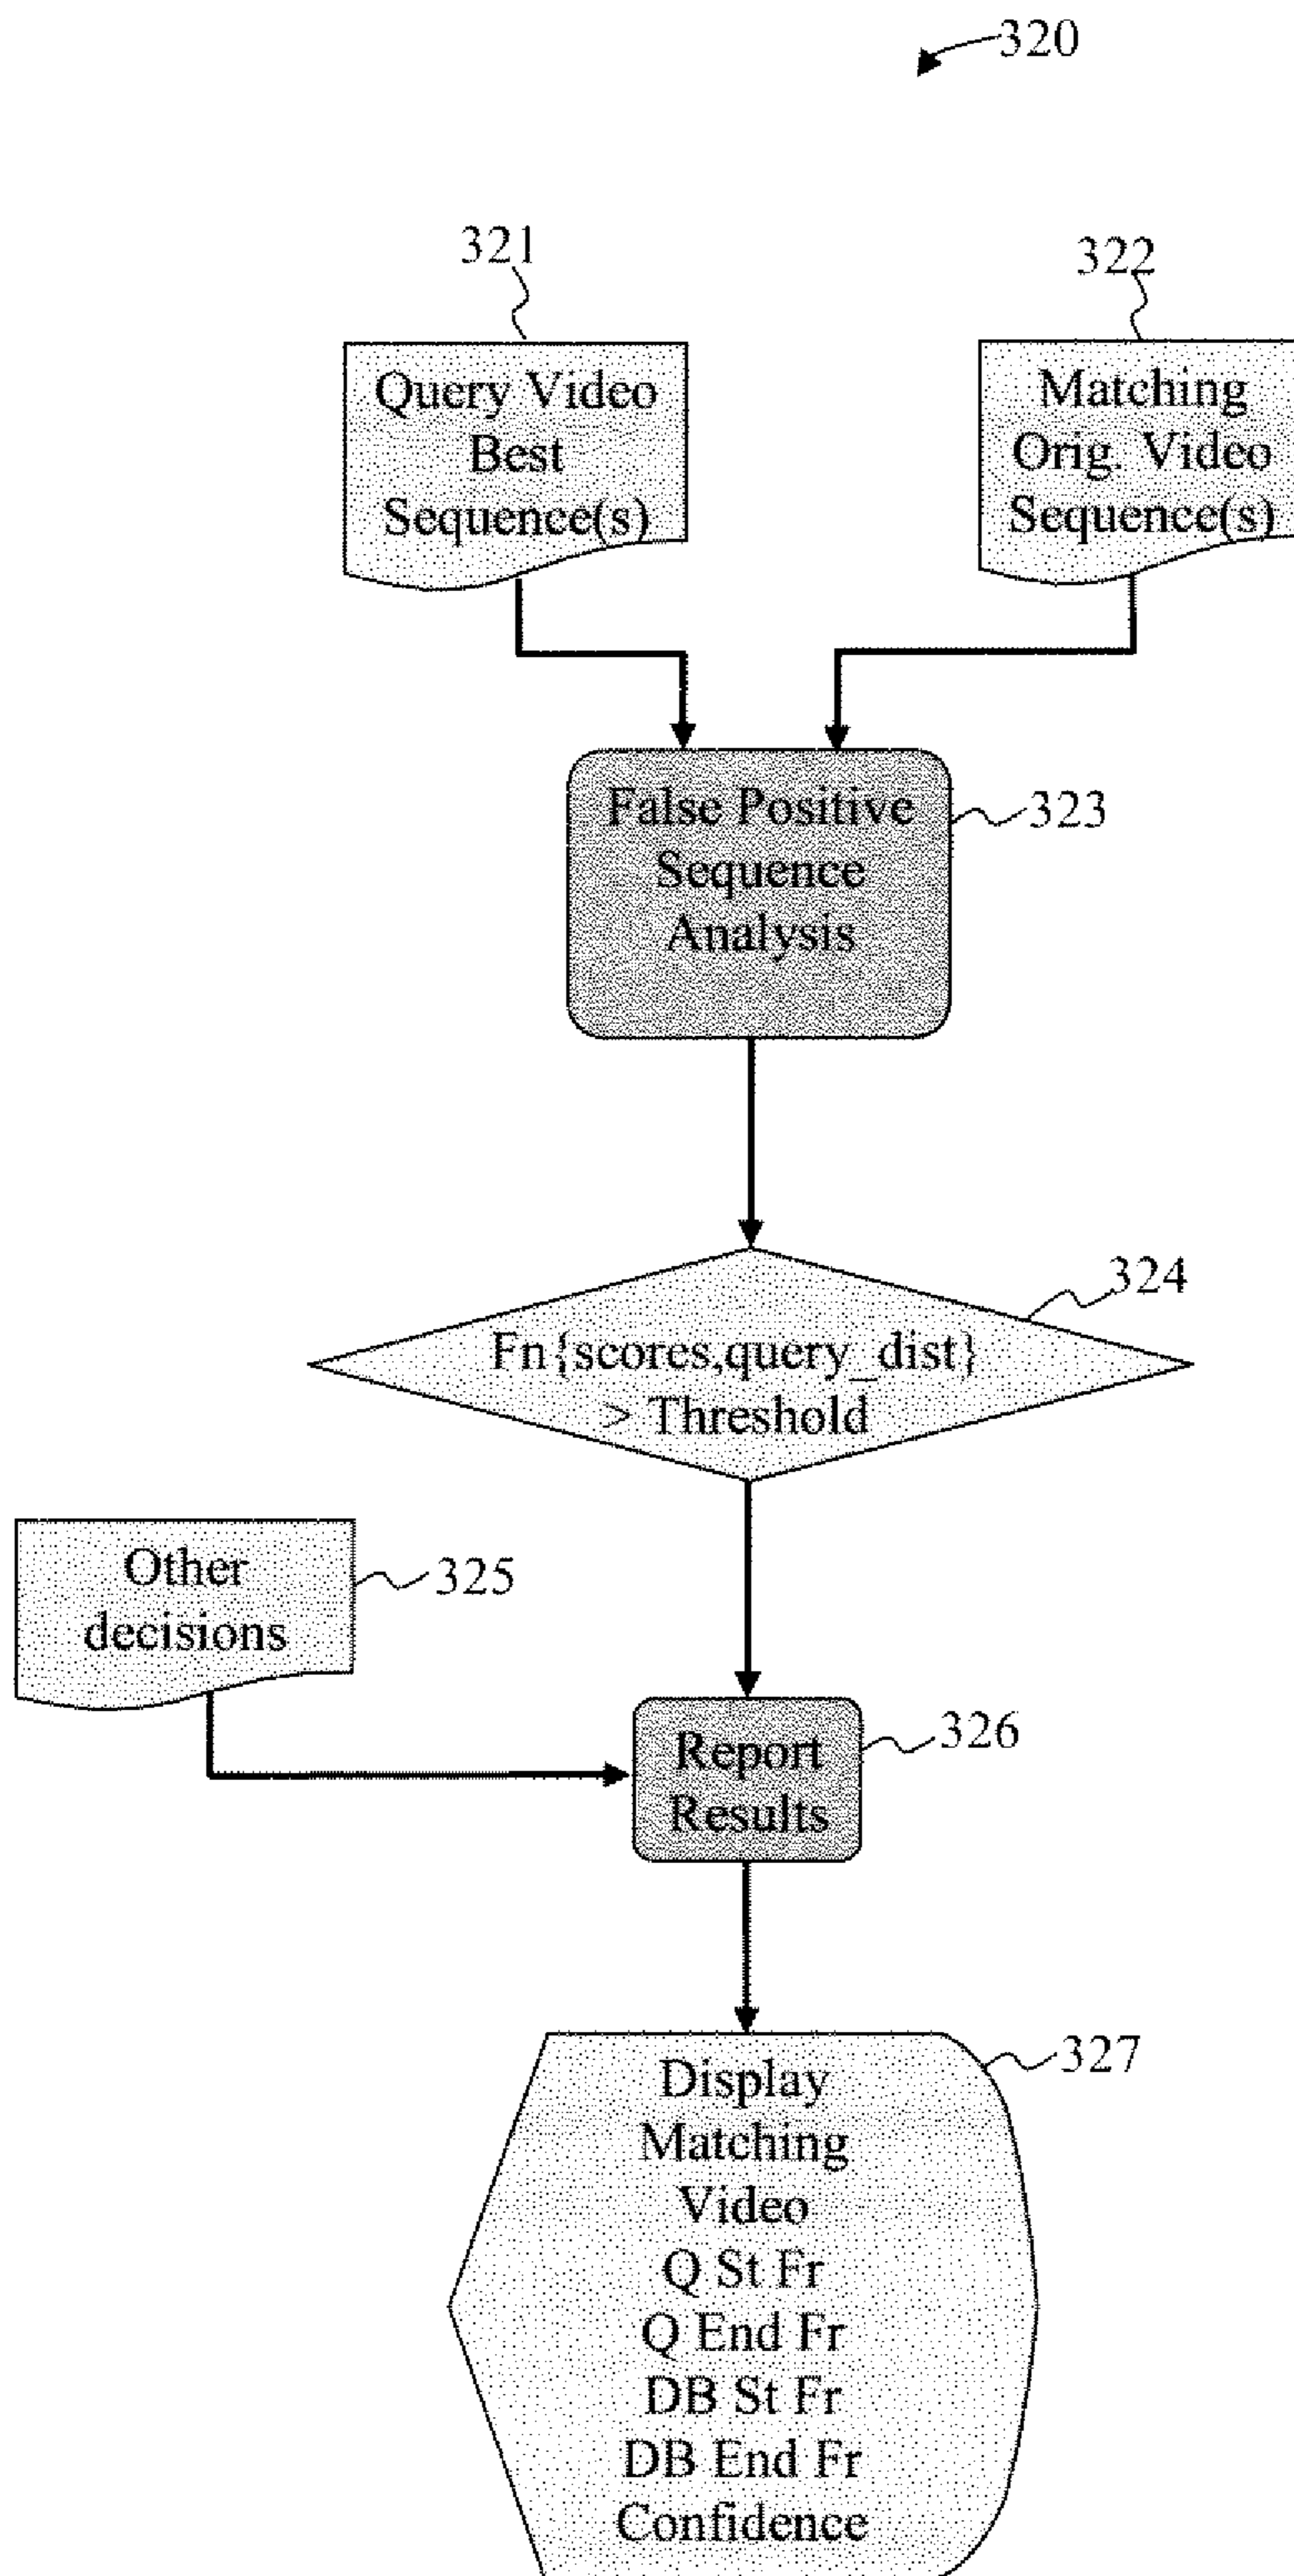 320
321
322
Query Video
Best
Sequence(s)
Matching
Orig. Video
Sequence(s)
False Positive
Sequence
Analysis
323
324
Fn{scores,query_dist}
> Threshold
Other
decisions
325
Report
Results
326
327
Display
Matching
Video
Q St Fr
Q End Fr
DB St Fr
DB End Fr
Confidence